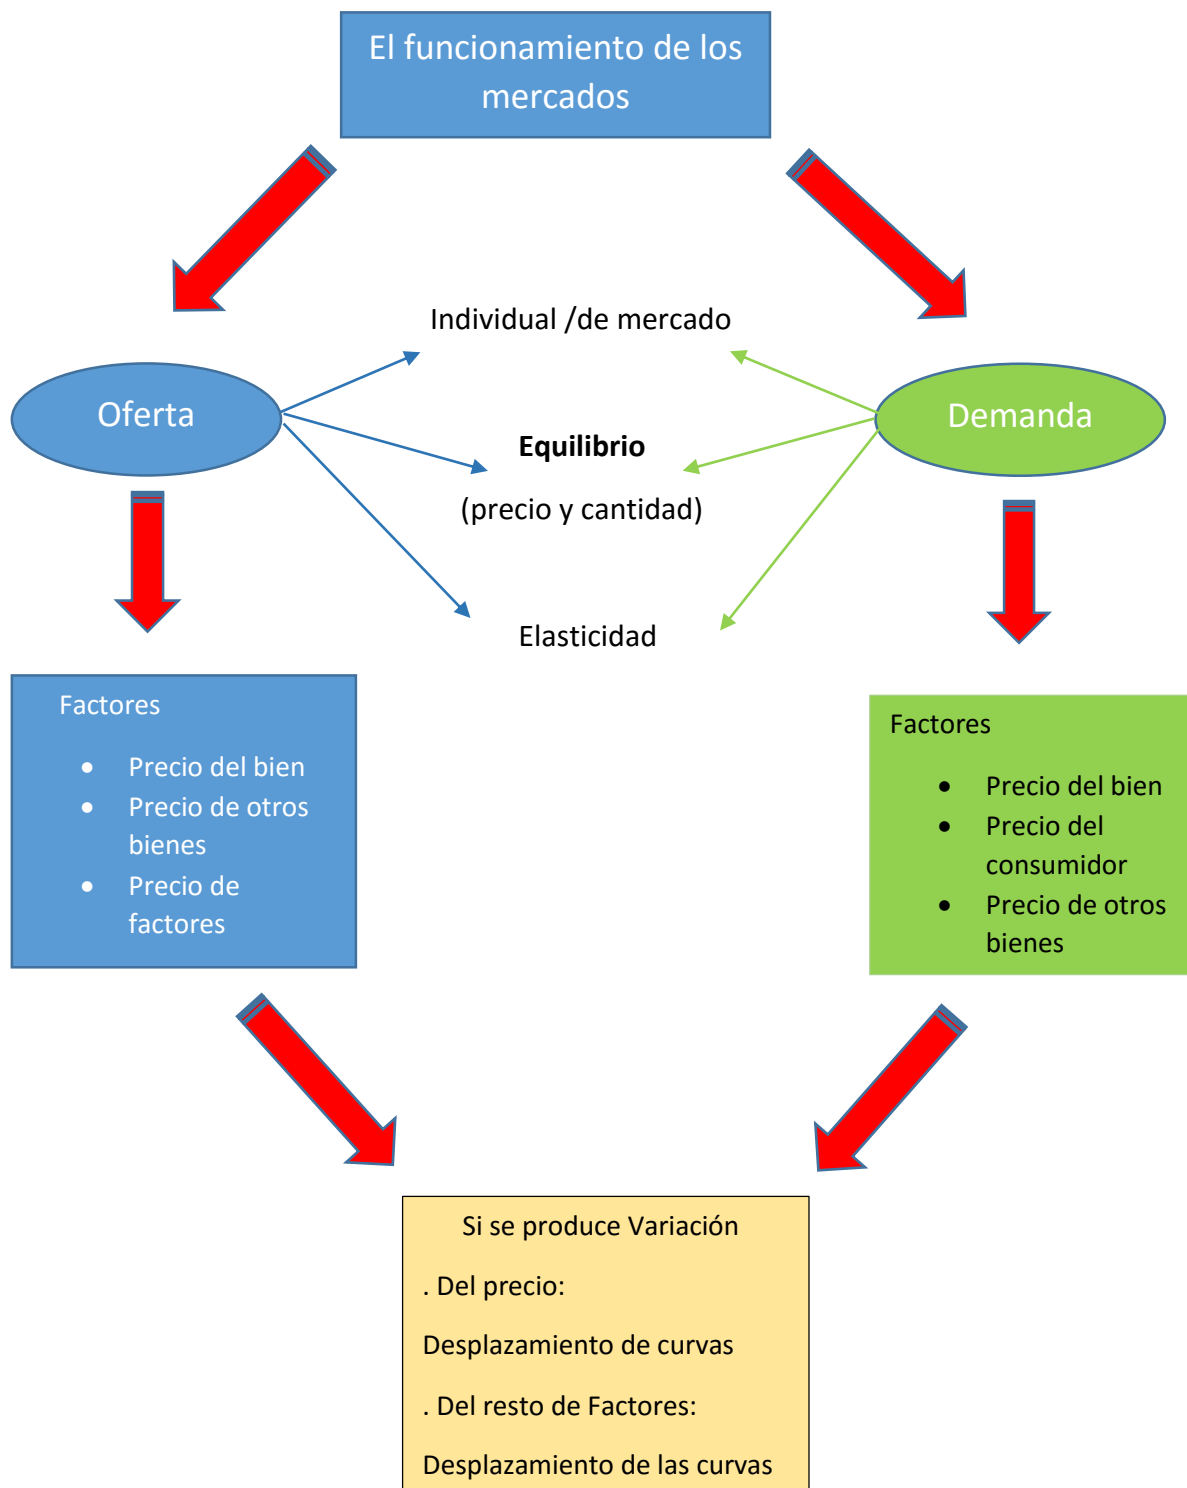 El funcionamiento de los
mercados
Individual /de mercado
Oferta
Demanda
Equilibrio
(precio y cantidad)
Elasticidad
Factores
• Precio del bien
• Precio de otros
bienes
• Precio de
factores
Factores
• Precio del bien
• Precio del
consumidor
• Precio de otros
bienes
Si se produce Variación
. Del precio:
Desplazamiento de curvas
. Del resto de Factores:
Desplazamiento de las curvas